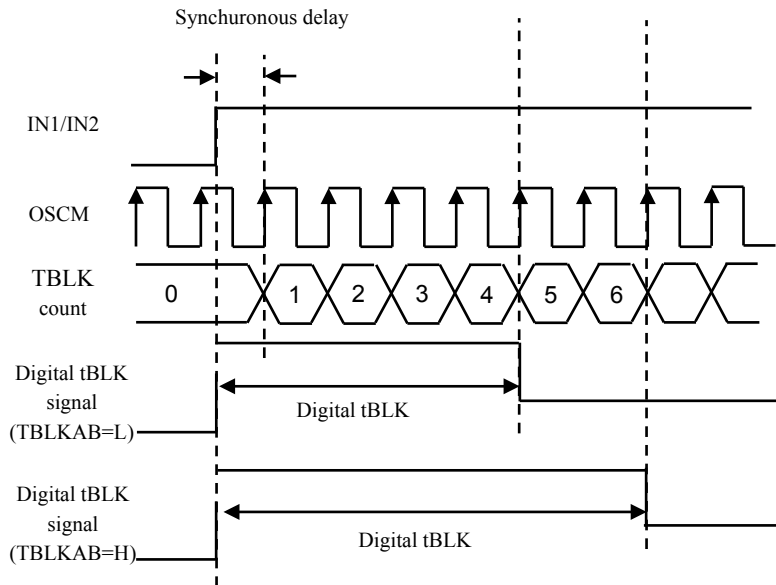 Synchuronous delay
IN1/IN2
OSCM
TBLK
count
0
1
2
3
4
5
6
Digital tBLK
signal
(TBLKAB=L)
Digital tBLK
Digital tBLK
signal
(TBLKAB=H)
Digital tBLK